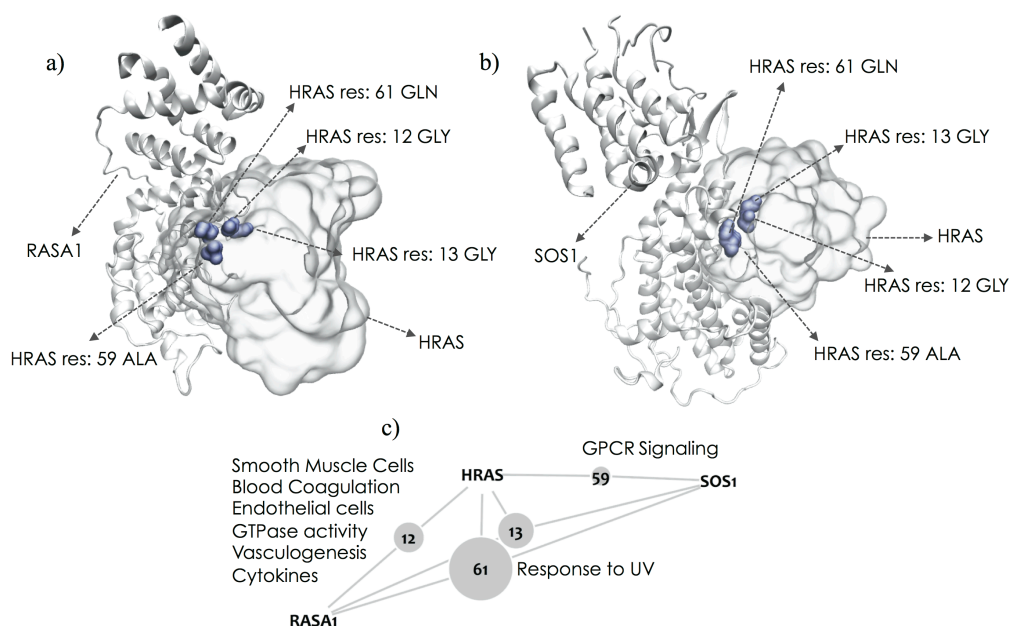 a)
HRAS res: 61 GLN
HRAS res: 12 GLY
RASA1
HRAS res: 13 GLY
HRAS res: 59 ALA
HRAS
b)
HRAS res: 61 GLN
HRAS res: 13 GLY
SOS1
HRAS
HRAS res: 12 GLY
HRAS res: 59 ALA
c)
GPCR Signaling
Smooth Muscle Cells
Blood Coagulation
Endothelial cells
GTPase activity
Vasculogenesis
Cytokines
HRAS
59
SOS1
12
13
61
Response to UV
RASA1